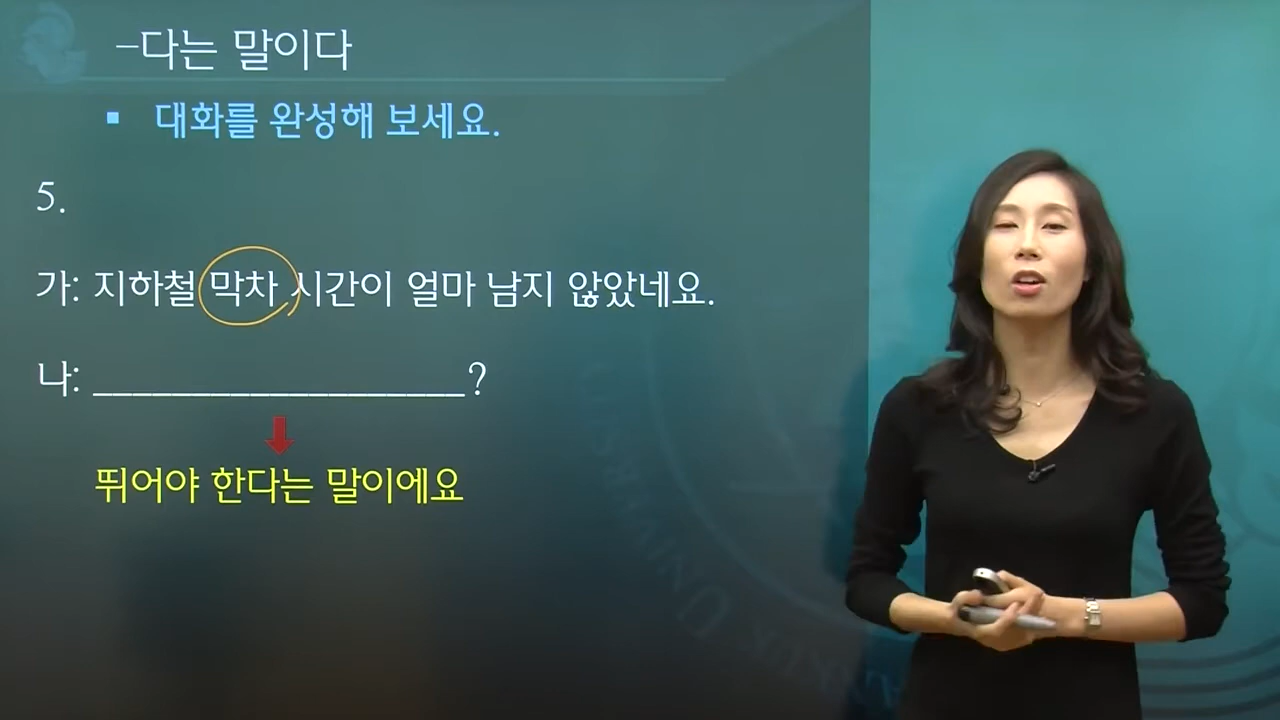 -다는 말이다
▪ 대화를 완성해 보세요.
5.
가: 지하철 막차 시간이 얼마 남지 않았네요.
나: ___________________?
뛰어야 한다는 말이에요